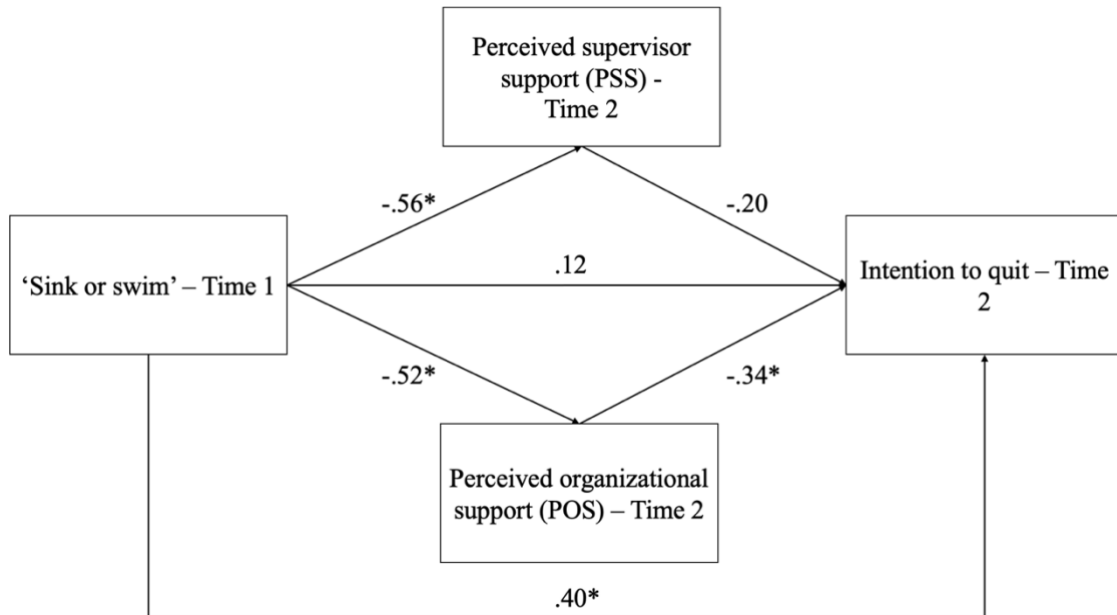 Perceived supervisor
support (PSS) -
Time 2
-.56*
-.20
‘Sink or swim’ – Time 1
.12
Intention to quit – Time
2
-.52*
-.34*
Perceived organizational
support (POS) – Time 2
.40*